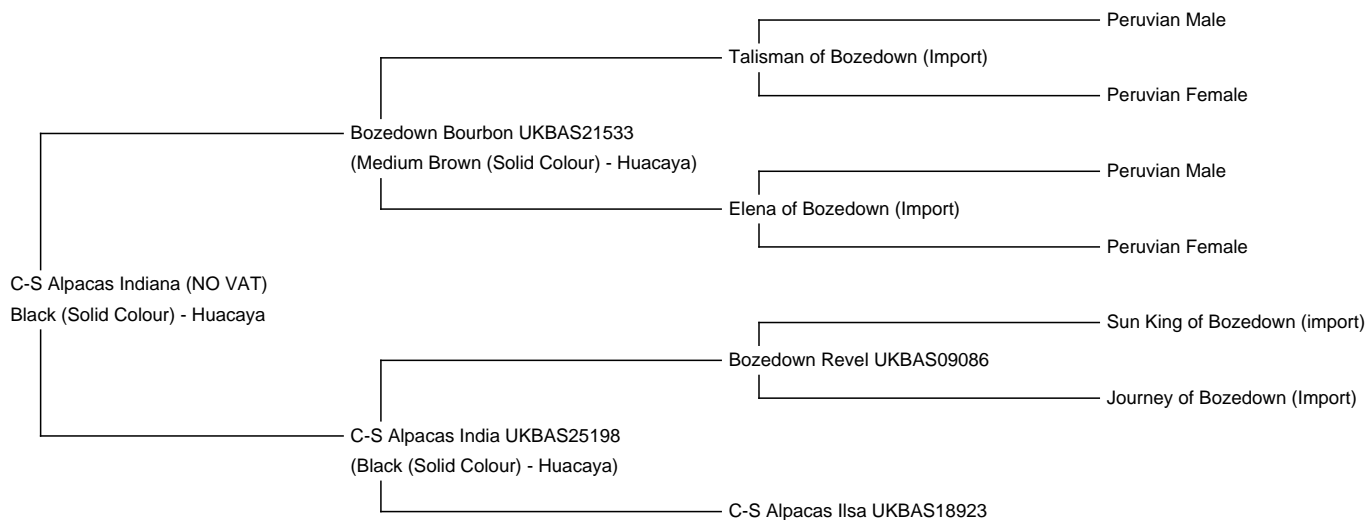 Peruvian Male
Talisman of Bozedown (Import)
Peruvian Female
Bozedown Bourbon UKBAS21533
(Medium Brown (Solid Colour) - Huacaya)
Peruvian Male
Elena of Bozedown (Import)
Peruvian Female
C-S Alpacas Indiana (NO VAT)
Black (Solid Colour) - Huacaya
Sun King of Bozedown (import)
Bozedown Revel UKBAS09086
Journey of Bozedown (Import)
C-S Alpacas India UKBAS25198
(Black (Solid Colour) - Huacaya)
C-S Alpacas Ilsa UKBAS18923